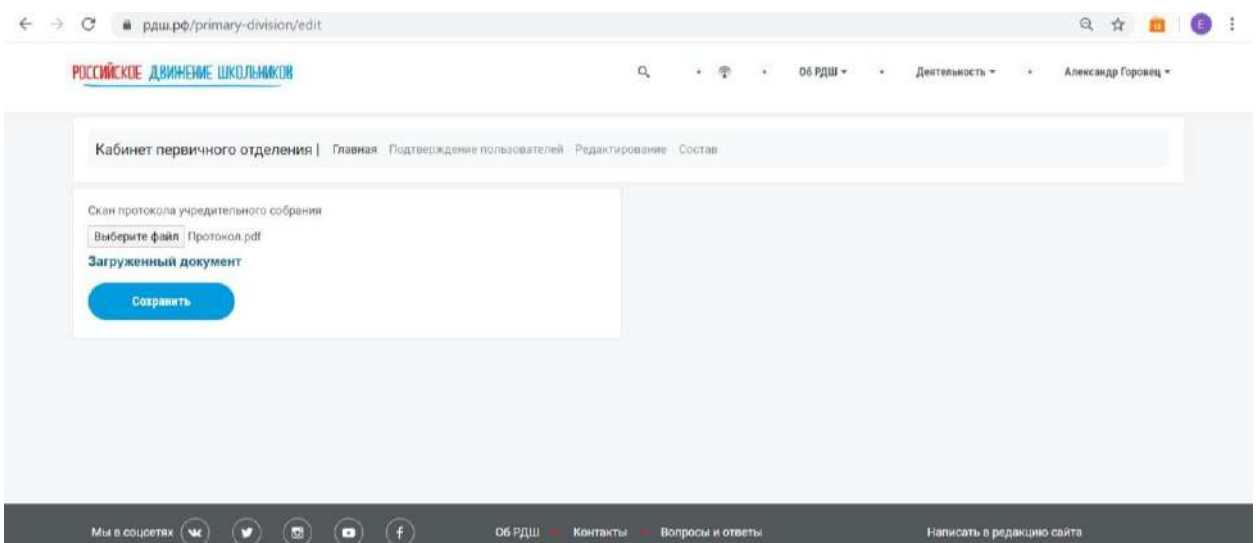 рдш.рф/primary-division/edit
E
РОССИЙСКОЕ ДВИЖЕНИЕ ШКОЛЬНИКОВ
Об РДШ
Деятельность
Александр Горовец
Кабинет первичного отделения | Главная Подтверждение пользователей Редактирование Состав
Скан протокола учредительного собрания
Выберите файл Протокол.pdf
Загруженный документ
Сохранить
Мы в соцсетях
Об РДШ Контакты Вопросы и ответы
Написать в редакцию сайта